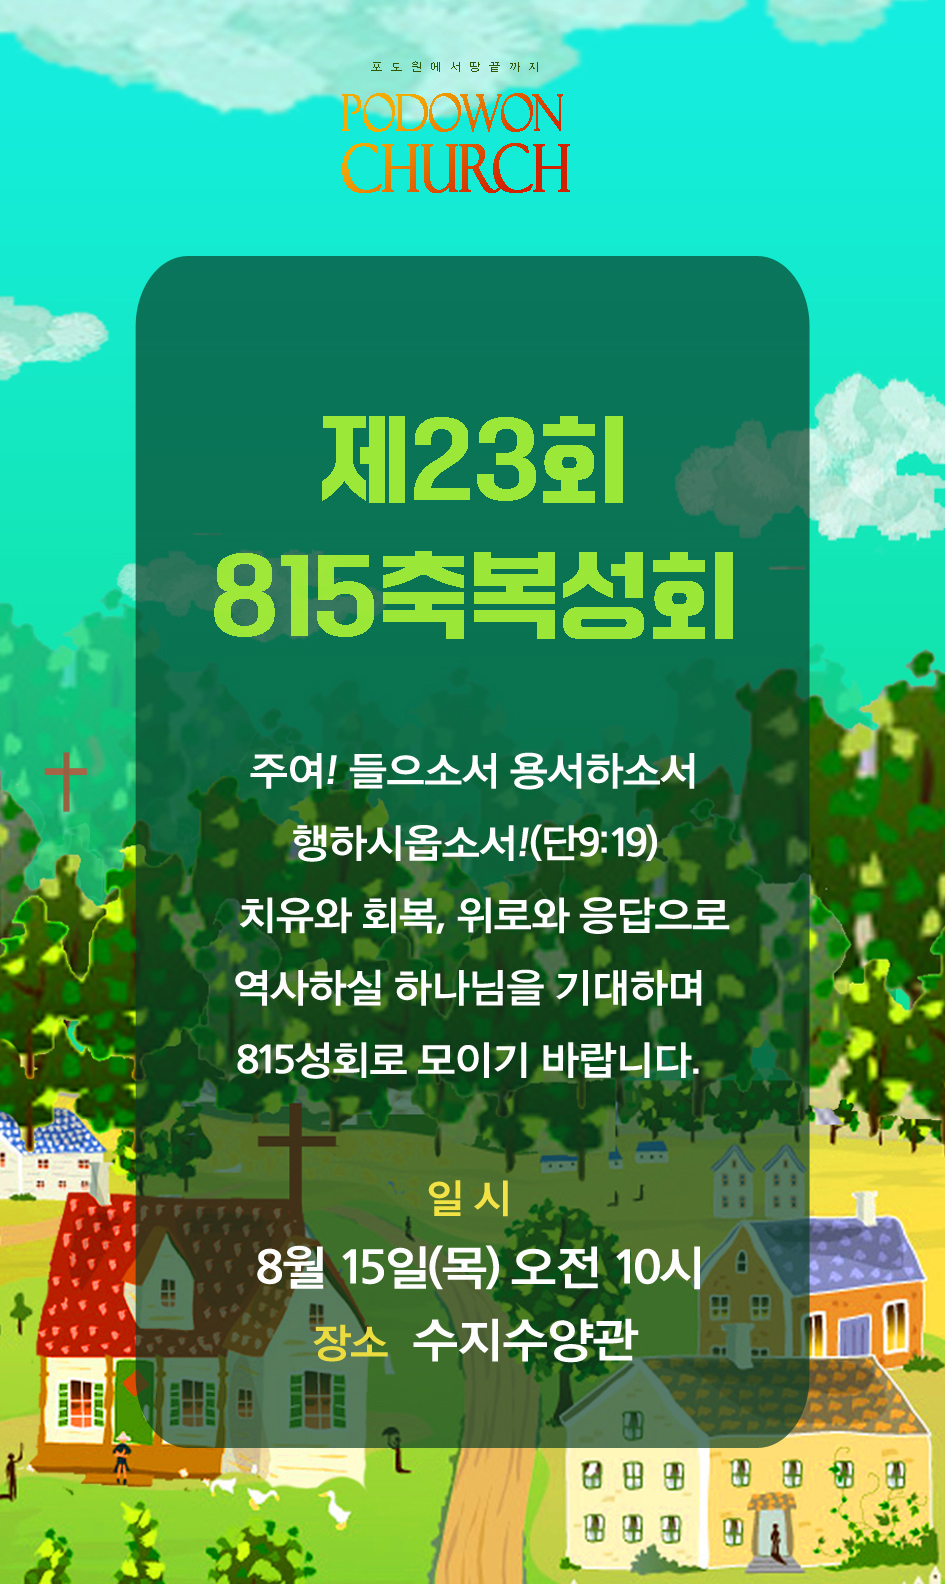 포도원에서땅끝까지
PODOWON
CHURCH
제23회
815축복성회
주여! 들으소서 용서하소서
행하시옵소서!(단9:19)
치유와 회복, 위로와 응답으로
역사하실 하나님을 기대하며
815성회로 모이기 바랍니다.
일 시
8월 15일(목) 오전 10시
장소 수지수양관